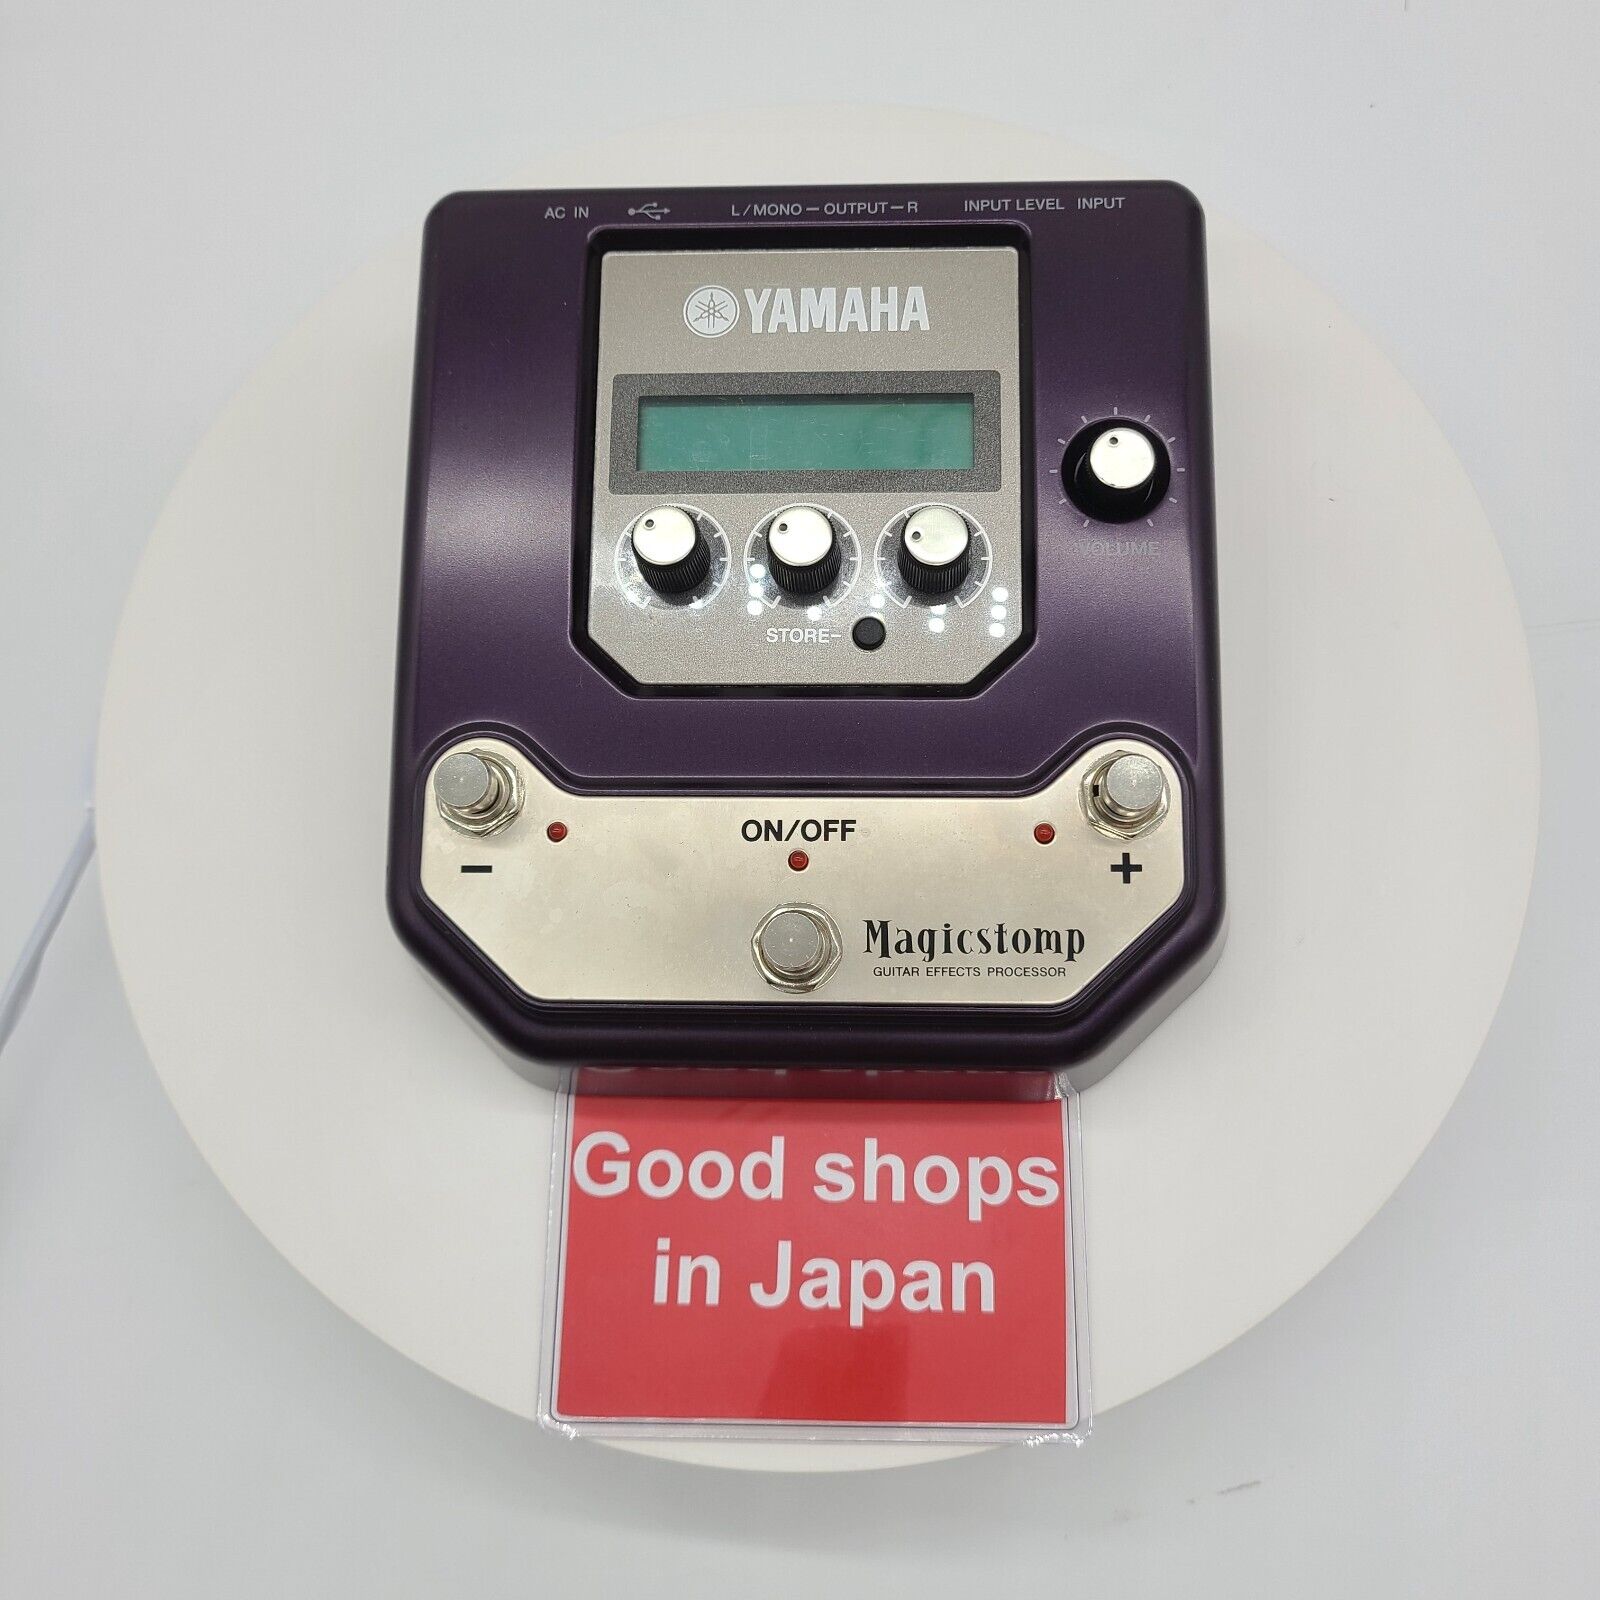 AC IN L/MONO — OUTPUT — R INPUT LEVEL INPUT
YAMAHA
VOLUME
STORE-
ON/OFF
− +
Magicstomp
GUITAR EFFECTS PROCESSOR
Good shops
in Japan